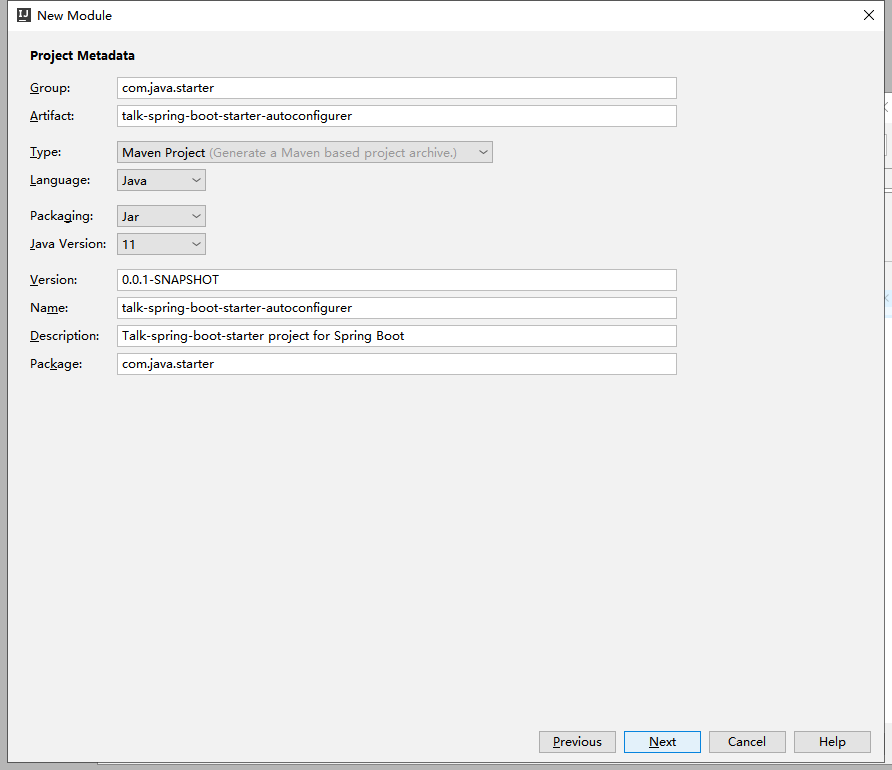 New Module
Project Metadata
Group: com.java.starter
Artifact: talk-spring-boot-starter-autoconfigurer
Type: Maven Project (Generate a Maven based project archive.)
Language: Java
Packaging: Jar
Java Version: 11
Version: 0.0.1-SNAPSHOT
Name: talk-spring-boot-starter-autoconfigurer
Description: Talk-spring-boot-starter project for Spring Boot
Package: com.java.starter
Previous Next Cancel Help